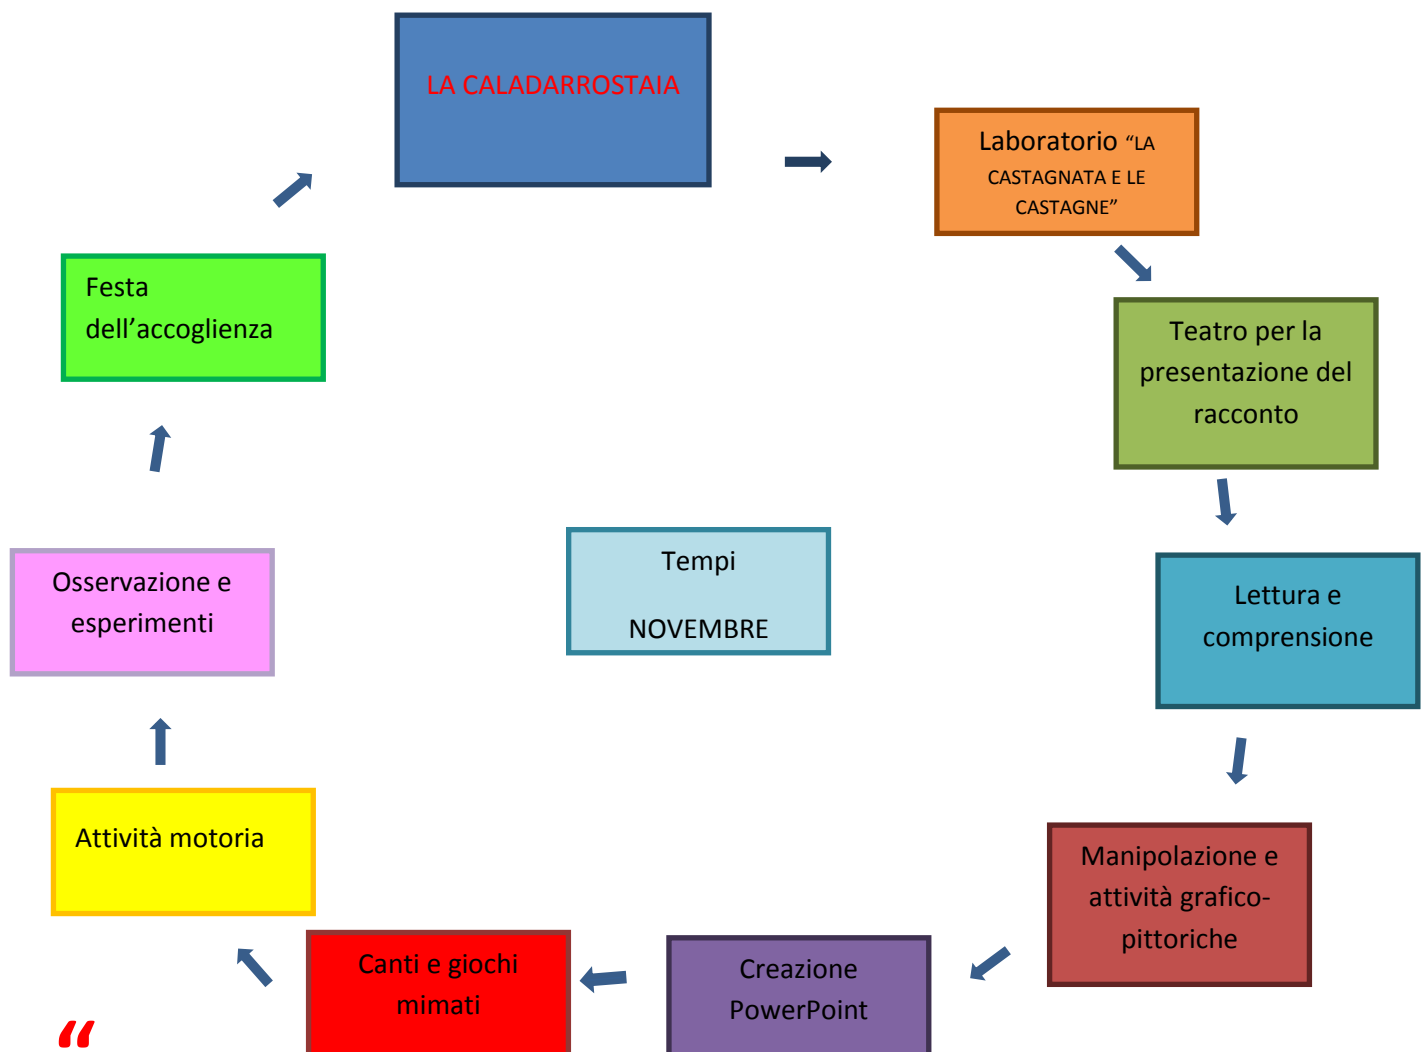 LA CALADARROSTAIA
Laboratorio “LA
CASTAGNATA E LE
CASTAGNE”
Teatro per la
presentazione del
racconto
Lettura e
comprensione
Manipolazione e
attività grafico-
pittoriche
Creazione
PowerPoint
Canti e giochi
mimati
Attività motoria
Osservazione e
esperimenti
Festa
dell’accoglienza
Tempi
NOVEMBRE
“